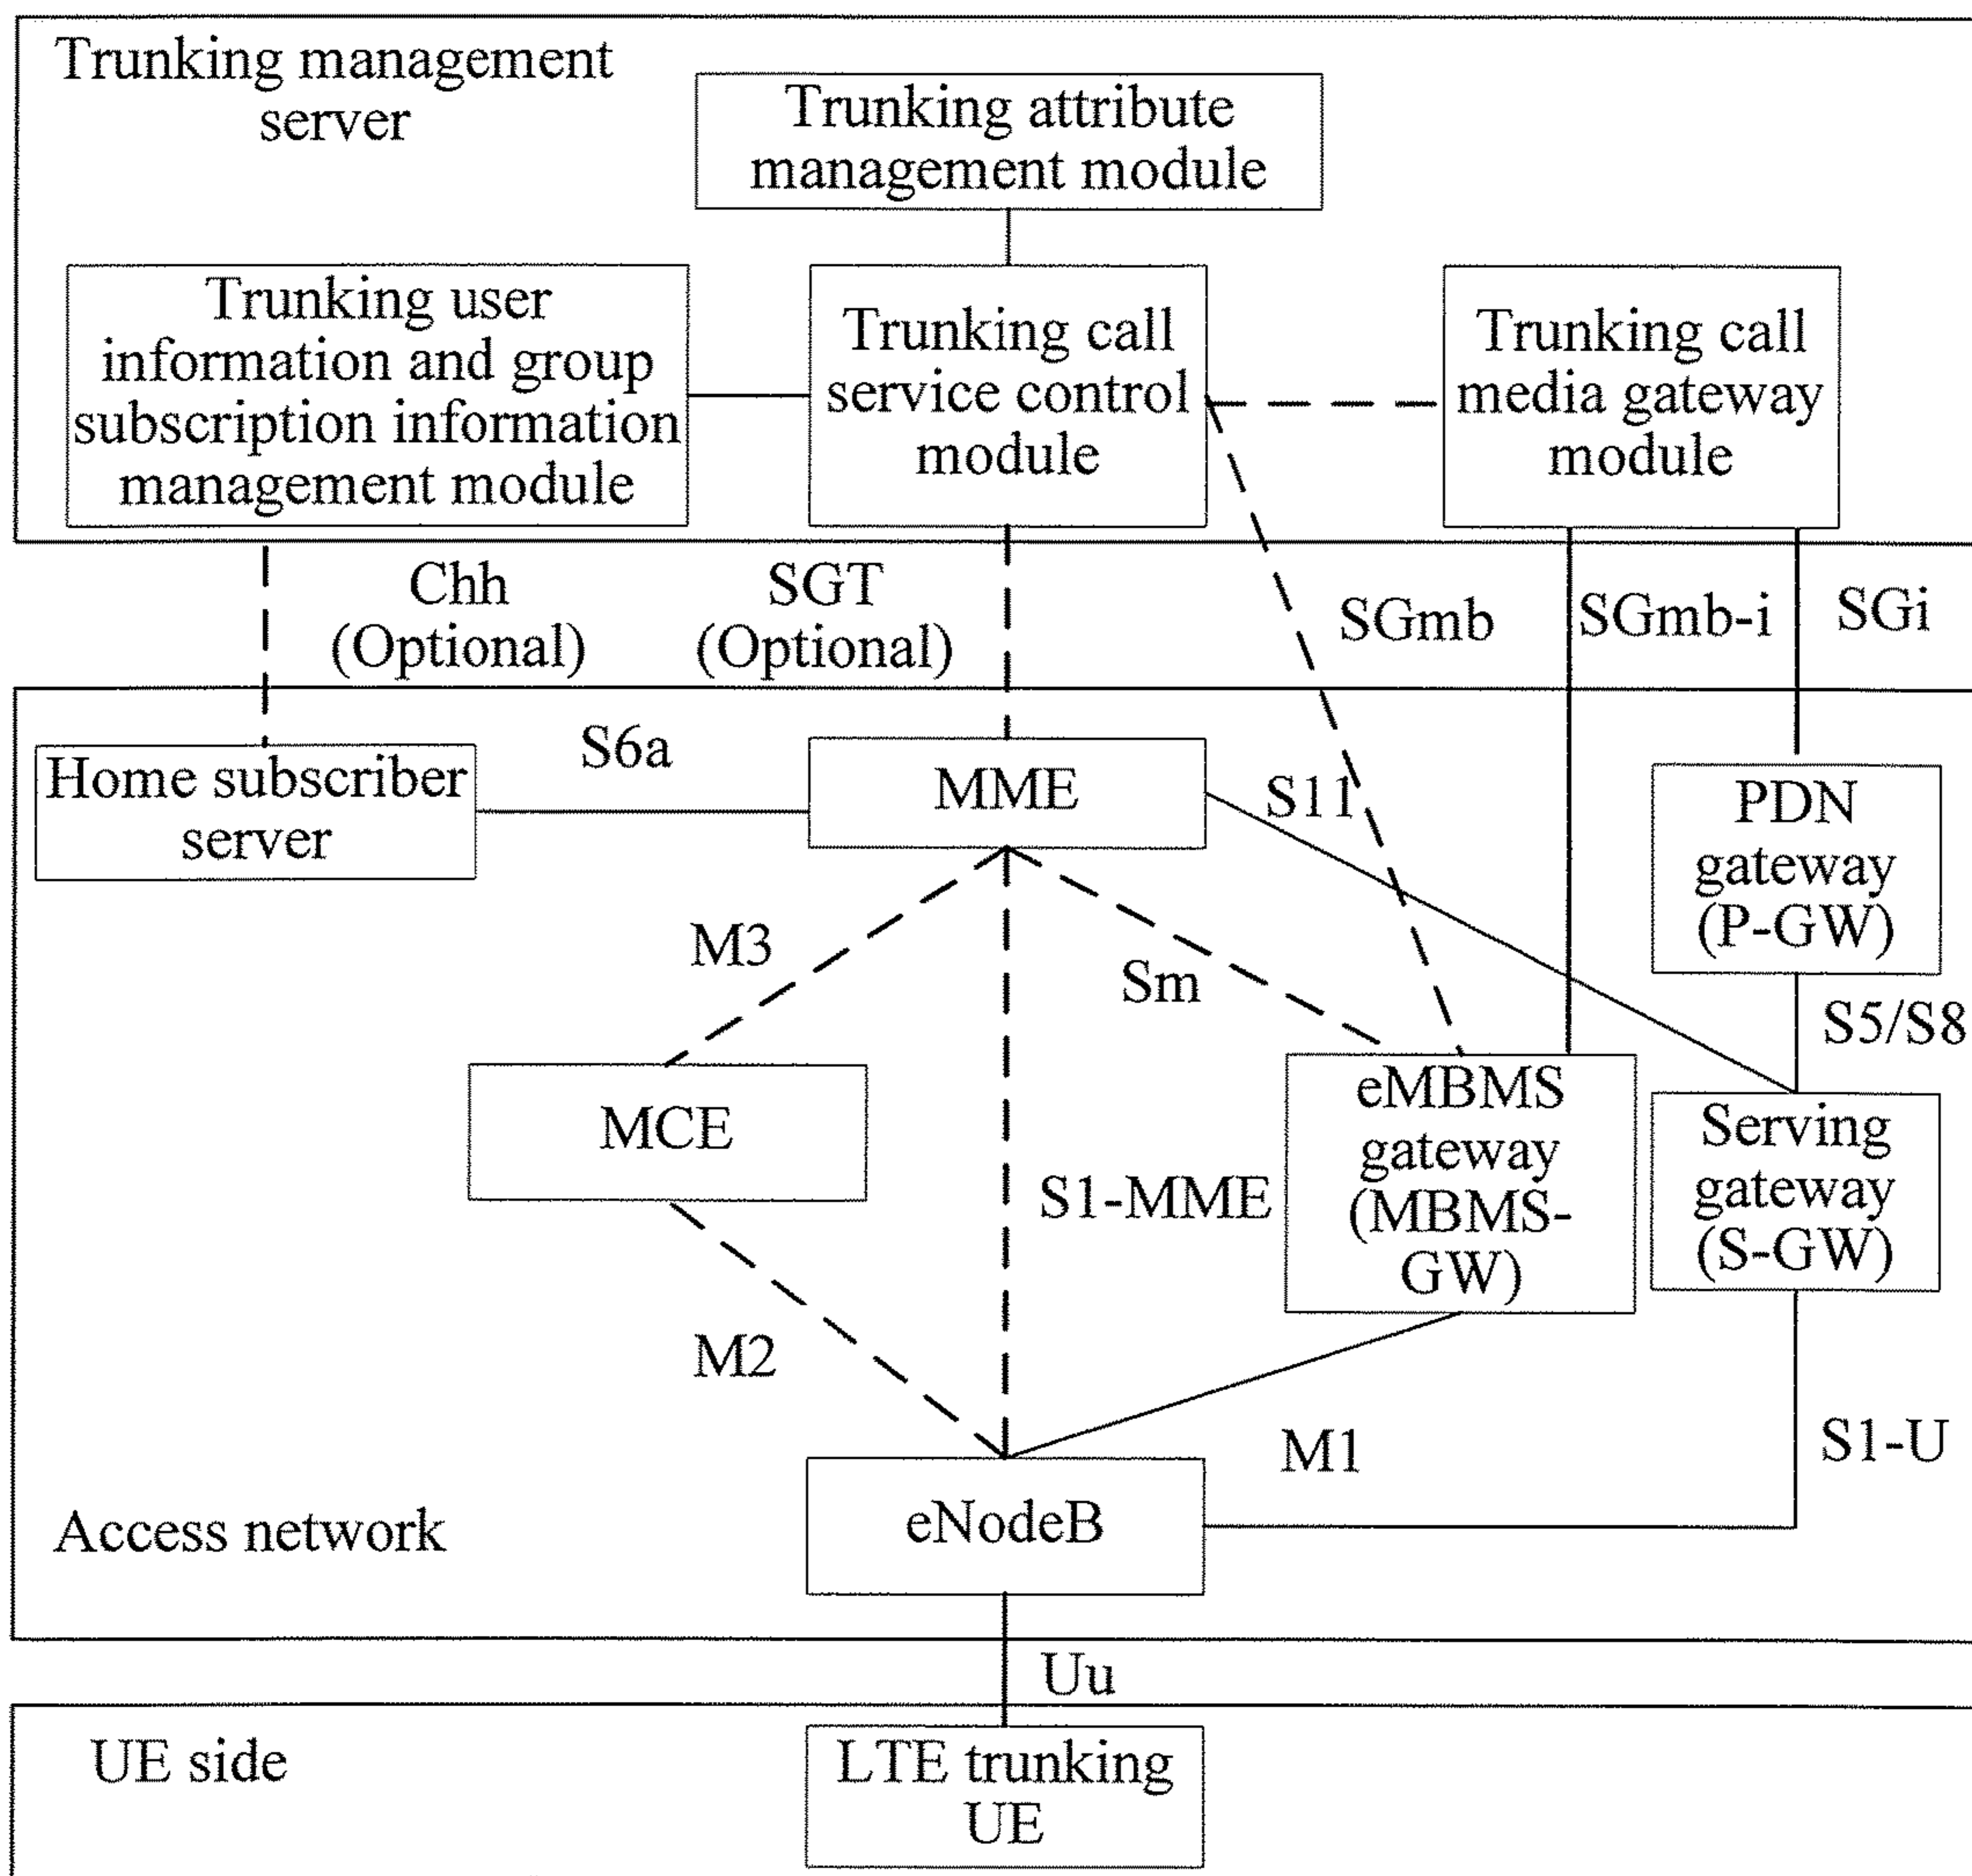 Trunking management
server
Trunking attribute
management module
Trunking user
information and group
subscription information
management module
Trunking call
service control
module
Trunking call
media gateway
module
Chh
(Optional)
SGT
(Optional)
SGmb
SGmb-i
SGi
Home subscriber
server
S6a
MME
S11
PDN
gateway
(P-GW)
M3
Sm
S5/S8
MCE
S1-MME
eMBMS
gateway
(MBMS-
GW)
Serving
gateway
(S-GW)
M2
M1
S1-U
eNodeB
Access network
Uu
UE side
LTE trunking
UE